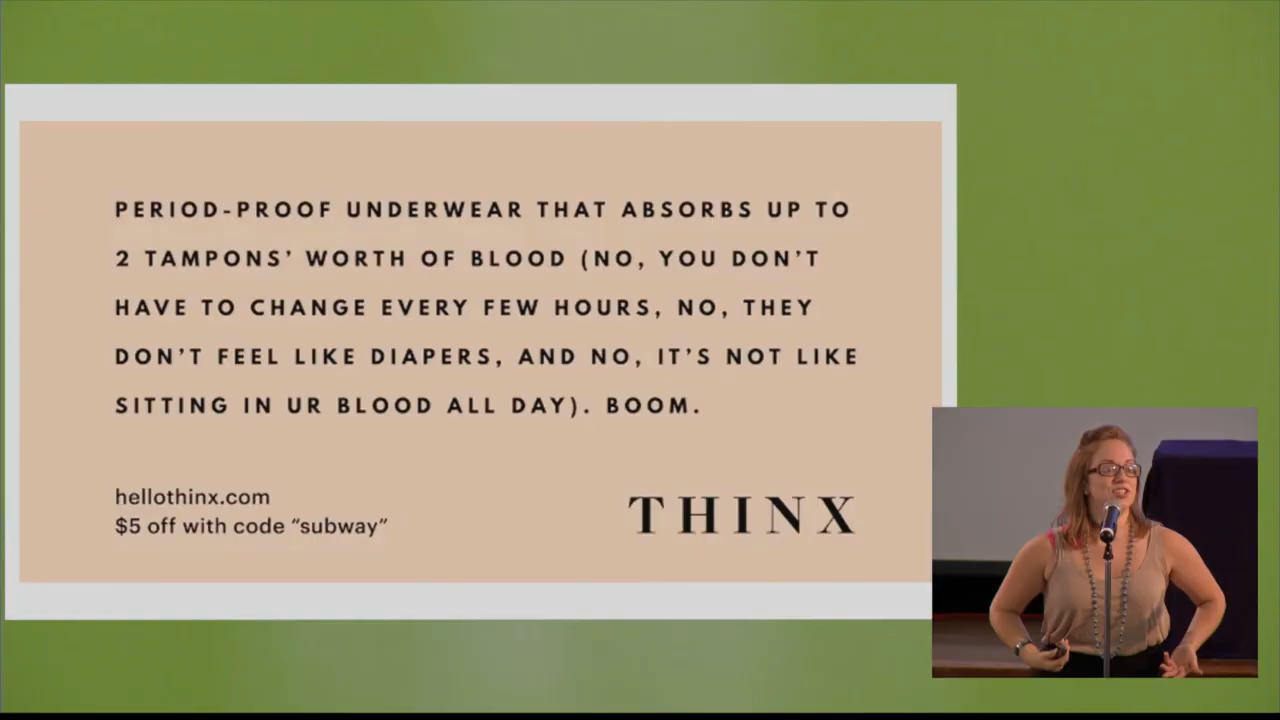 PERIOD-PROOF UNDERWEAR THAT ABSORBS UP TO
2 TAMPONS’ WORTH OF BLOOD (NO, YOU DON’T
HAVE TO CHANGE EVERY FEW HOURS, NO, THEY
DON’T FEEL LIKE DIAPERS, AND NO, IT’S NOT LIKE
SITTING IN UR BLOOD ALL DAY). BOOM.
hellothinx.com
$5 off with code “subway”
THINX